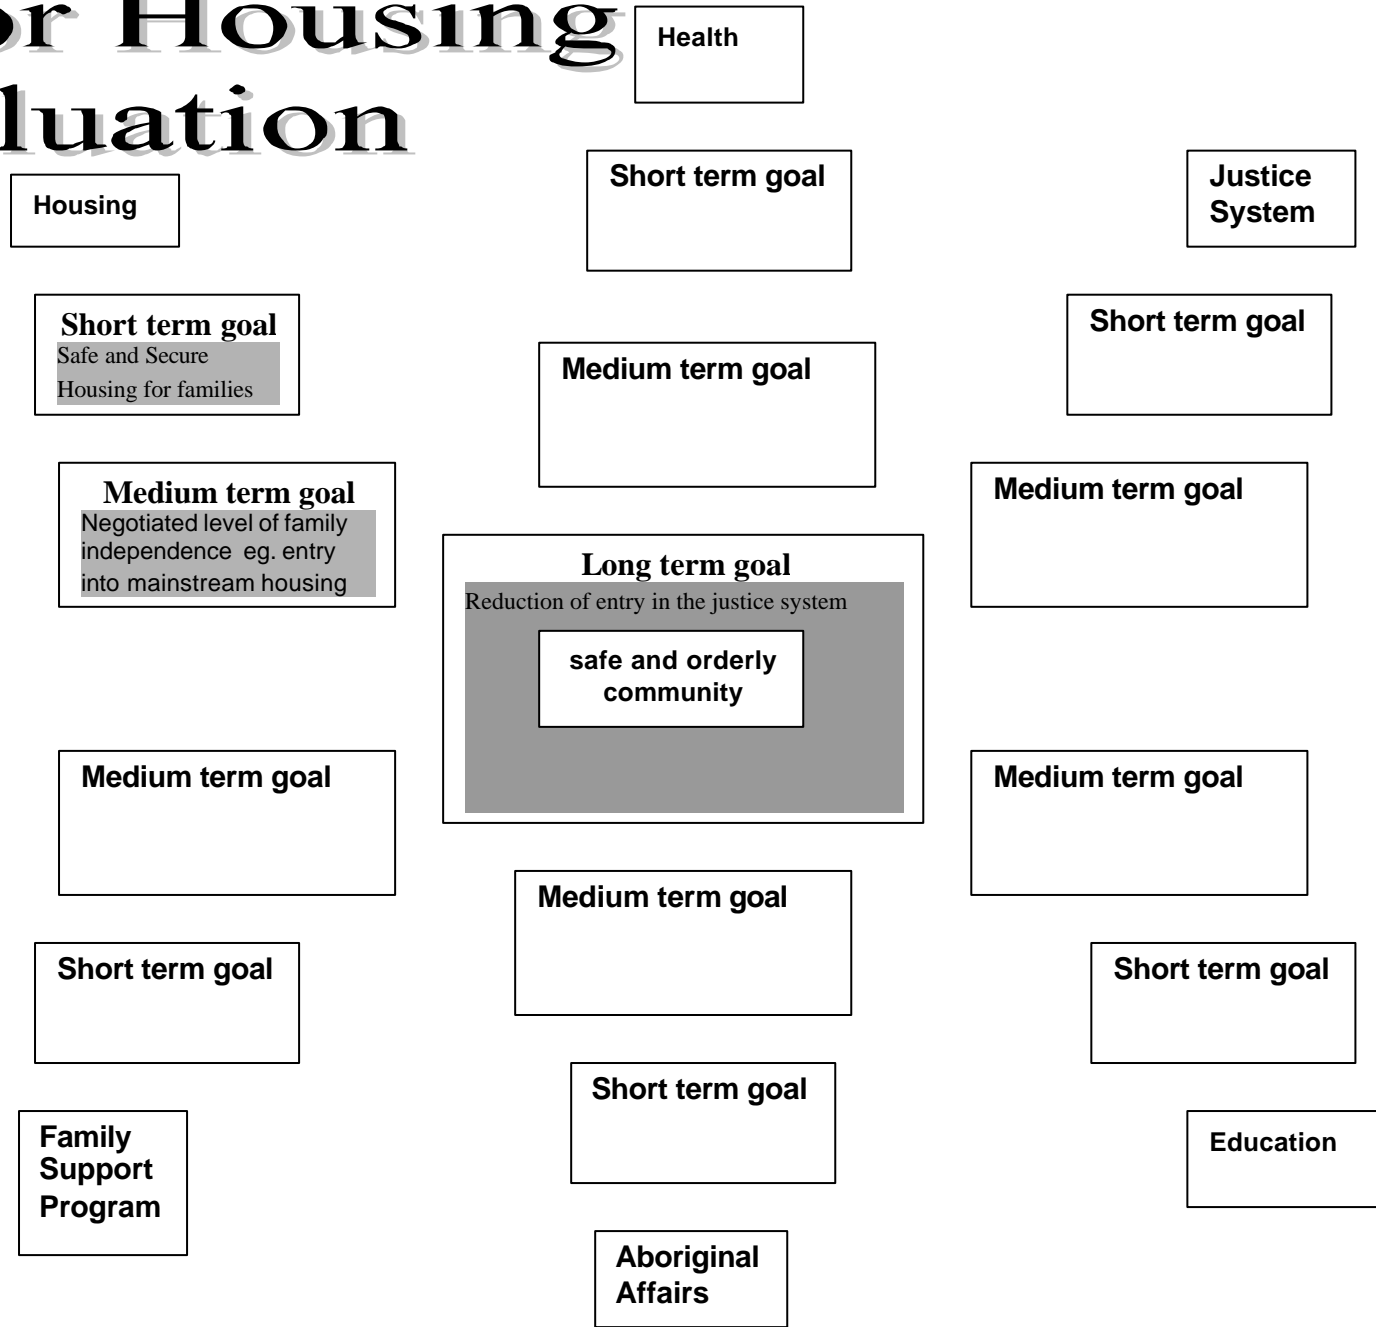 or Housing
luation
Health
Short term goal
Justice
System
Housing
Short term goal
Safe and Secure
Housing for families
Short term goal
Medium term goal
Medium term goal
Negotiated level of family
independence eg. entry
into mainstream housing
Medium term goal
Long term goal
Reduction of entry in the justice system
safe and orderly
community
Medium term goal
Medium term goal
Medium term goal
Short term goal
Short term goal
Short term goal
Family
Support
Program
Education
Aboriginal
Affairs